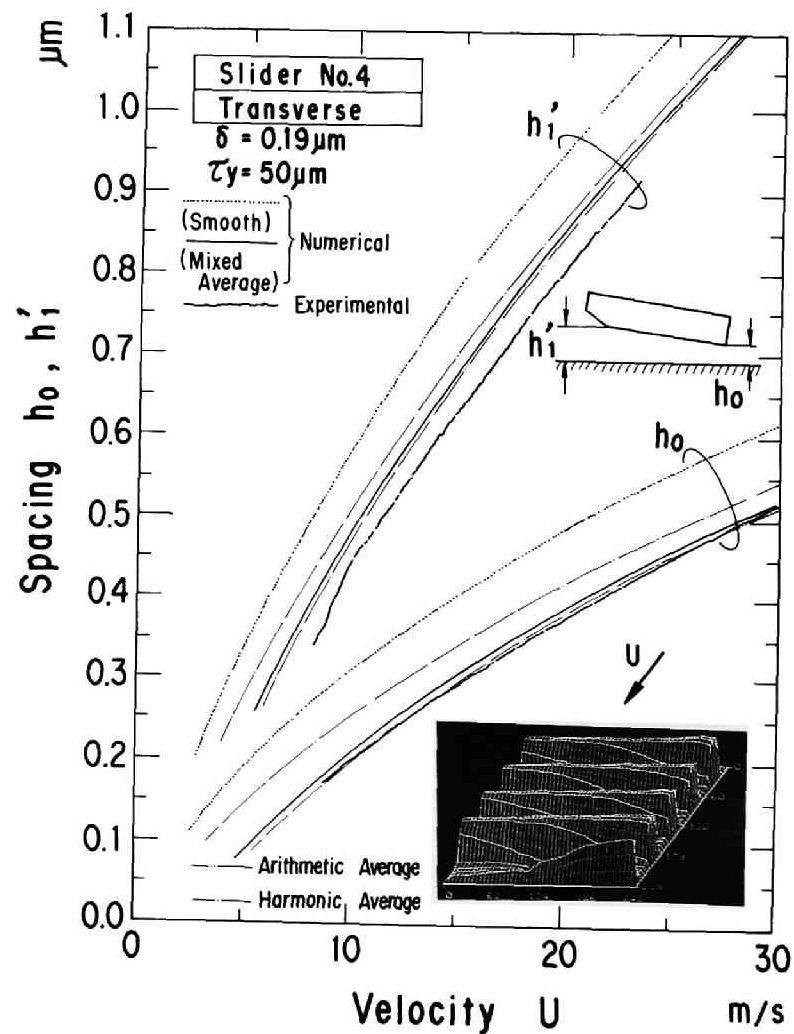 μm
1.1
1.0
0.9
0.8
0.7
0.6
0.5
0.4
0.3
0.2
0.1
0.0
Spacing h₀, h₁'
Slider No.4
Transverse
δ = 0.19μm
τy = 50μm
(Smooth)
(Mixed
Average)
Numerical
Experimental
h₁'
h₁'
h₀
h₀
U
Arithmetic Average
Harmonic Average
0
10
20
30
Velocity U m/s